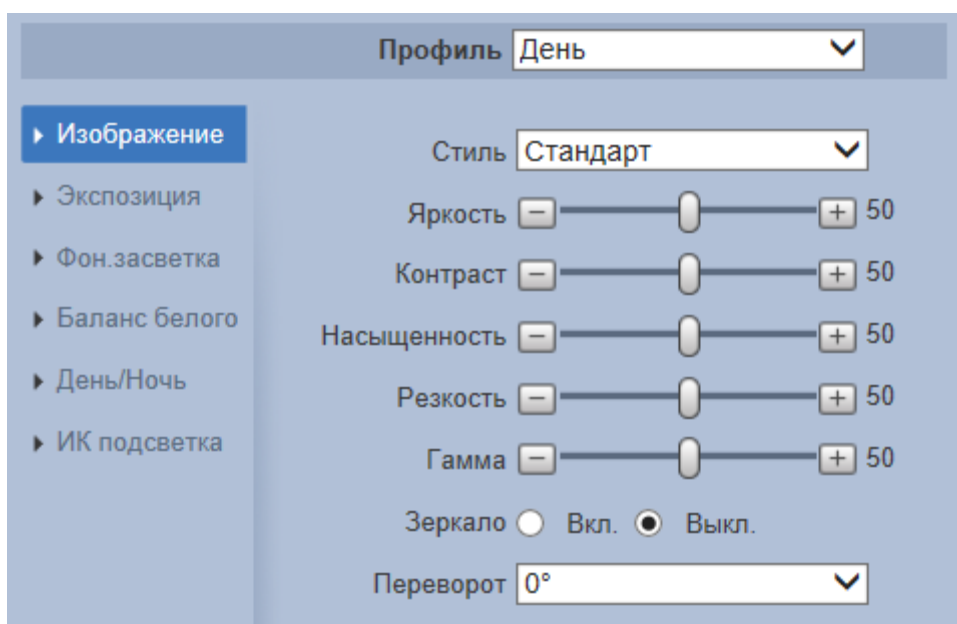 Профиль День
Изображение
Стиль Стандарт
Экспозиция
Яркость 50
Фон.засветка
Контраст 50
Баланс белого
Насыщенность 50
День/Ночь
Резкость 50
ИК подсветка
Гамма 50
Зеркало Вкл. Выкл.
Переворот 0°